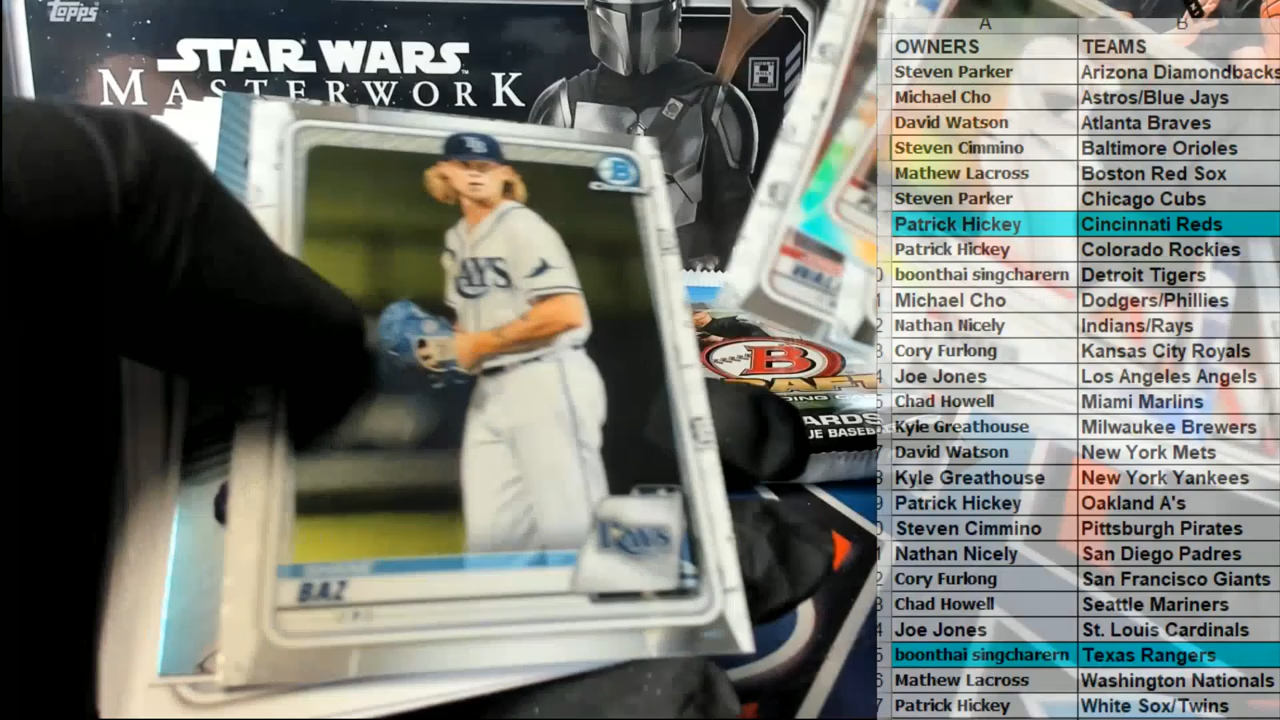 topps
STAR WARS
MASTERWORK
TB
B
RAYS
Rays
BAZ
B
A B
OWNERS TEAMS
Steven Parker Arizona Diamondbacks
Michael Cho Astros/Blue Jays
David Watson Atlanta Braves
Steven Cimmino Baltimore Orioles
Mathew Lacross Boston Red Sox
Steven Parker Chicago Cubs
Patrick Hickey Cincinnati Reds
Patrick Hickey Colorado Rockies
boonthai singcharern Detroit Tigers
Michael Cho Dodgers/Phillies
Nathan Nicely Indians/Rays
Cory Furlong Kansas City Royals
Joe Jones Los Angeles Angels
Chad Howell Miami Marlins
Kyle Greathouse Milwaukee Brewers
David Watson New York Mets
Kyle Greathouse New York Yankees
Patrick Hickey Oakland A's
Steven Cimmino Pittsburgh Pirates
Nathan Nicely San Diego Padres
Cory Furlong San Francisco Giants
Chad Howell Seattle Mariners
Joe Jones St. Louis Cardinals
boonthai singcharern Texas Rangers
Mathew Lacross Washington Nationals
Patrick Hickey White Sox/Twins